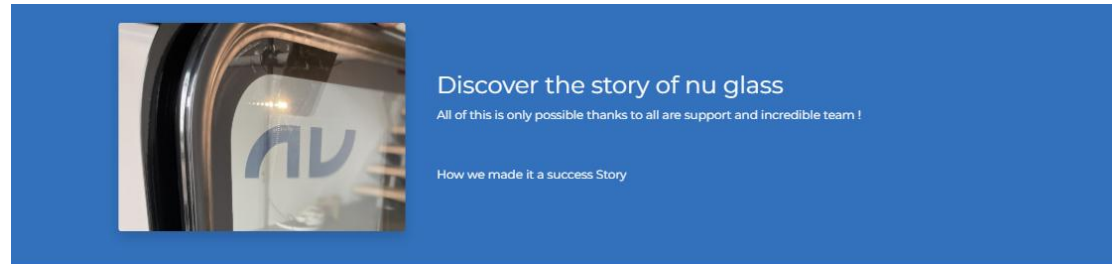 nu
Discover the story of nu glass
All of this is only possible thanks to all are support and incredible team !
How we made it a success Story